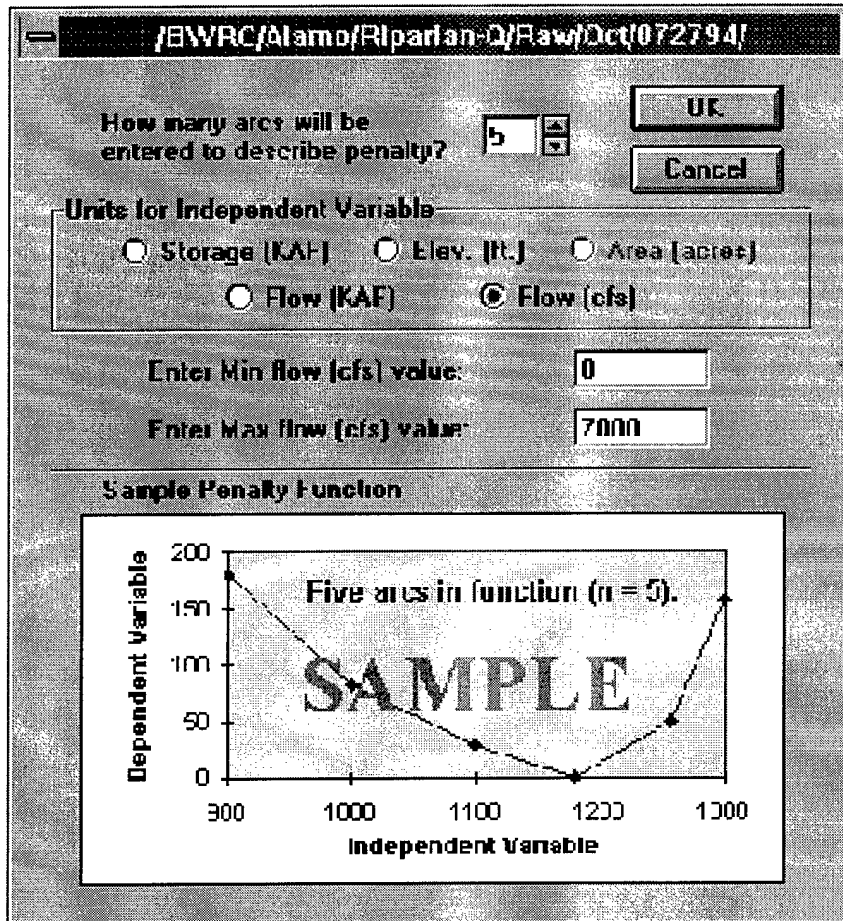 /BWRC/Alamo/Riparian-Q/Raw/Oct/072794/
How many arcs will be
entered to describe penalty?
5
OK
Cancel
Units for Independent Variable
Storage (KAF)
Elev. (ft.)
Area (acres)
Flow (KAF)
Flow (cfs)
Enter Min flow (cfs) value:
0
Enter Max flow (cfs) value:
7000
Sample Penalty Function
Dependent Variable
200
150
100
50
0
Five arcs in function (n = 5).
SAMPLE
900
1000
1100
1200
1300
Independent Variable